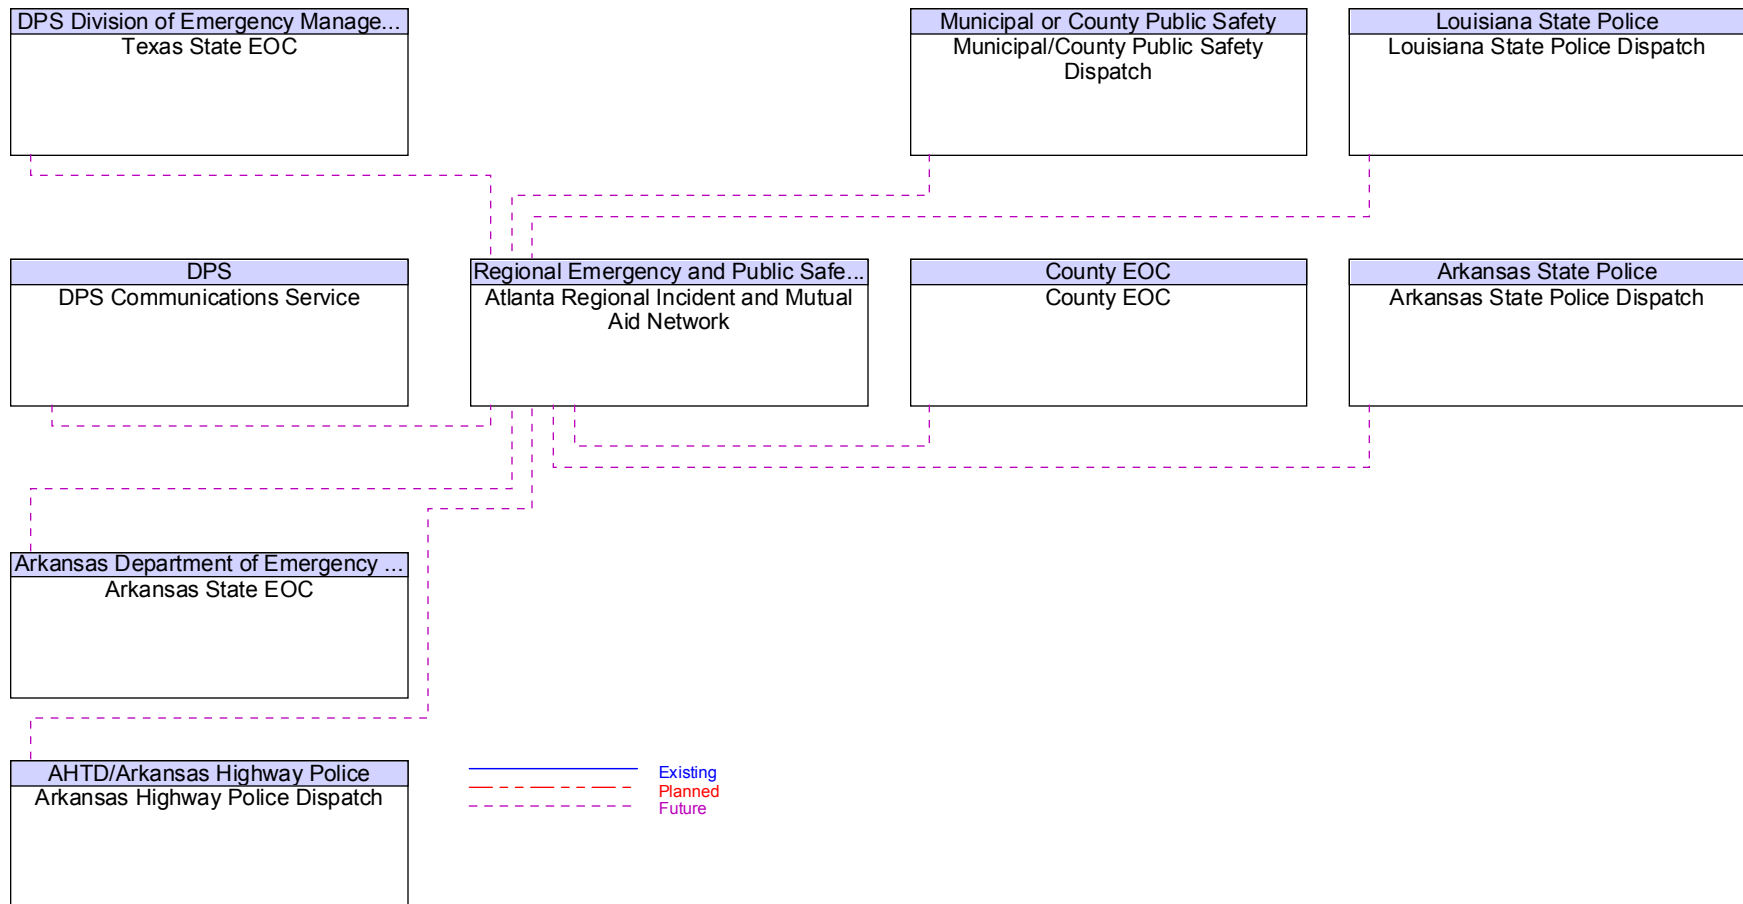 DPS Division of Emergency Manage...
Texas State EOC
Municipal or County Public Safety
Municipal/County Public Safety
Dispatch
Louisiana State Police
Louisiana State Police Dispatch
DPS
DPS Communications Service
Regional Emergency and Public Safe...
Atlanta Regional Incident and Mutual
Aid Network
County EOC
County EOC
Arkansas State Police
Arkansas State Police Dispatch
Arkansas Department of Emergency ...
Arkansas State EOC
AHTD/Arkansas Highway Police
Arkansas Highway Police Dispatch
Existing
Planned
Future